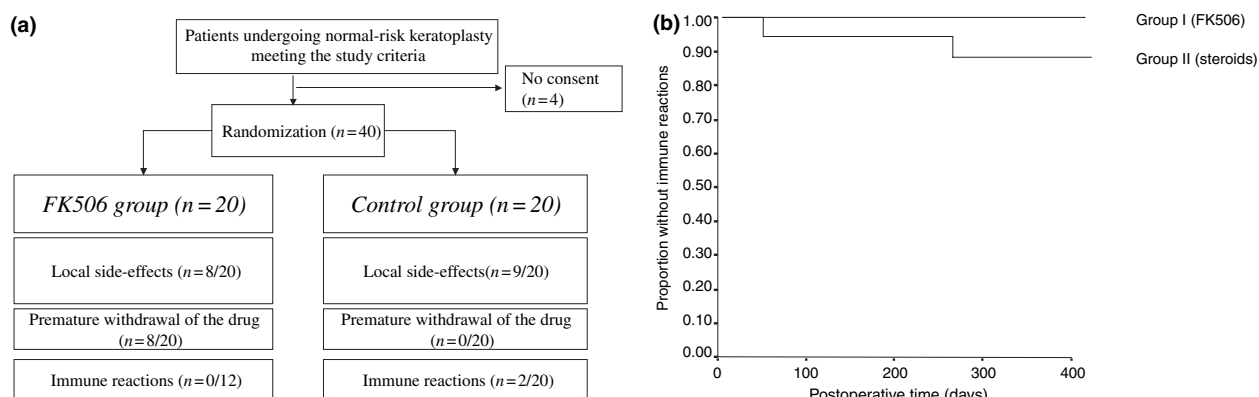 (a)
Patients undergoing normal-risk keratoplasty
meeting the study criteria
No consent
(n=4)
Randomization (n=40)
FK506 group (n = 20)
Control group (n = 20)
Local side-effects (n=8/20)
Local side-effects(n=9/20)
Premature withdrawal of the drug
(n=8/20)
Premature withdrawal of the drug
(n=0/20)
Immune reactions (n=0/12)
Immune reactions (n=2/20)
(b)
Proportion without immune reactions
1.00
0.90
0.80
0.70
0.60
0.50
0.40
0.30
0.20
0.10
0.00
0
100
200
300
400
Postoperative time (days)
Group I (FK506)
Group II (steroids)